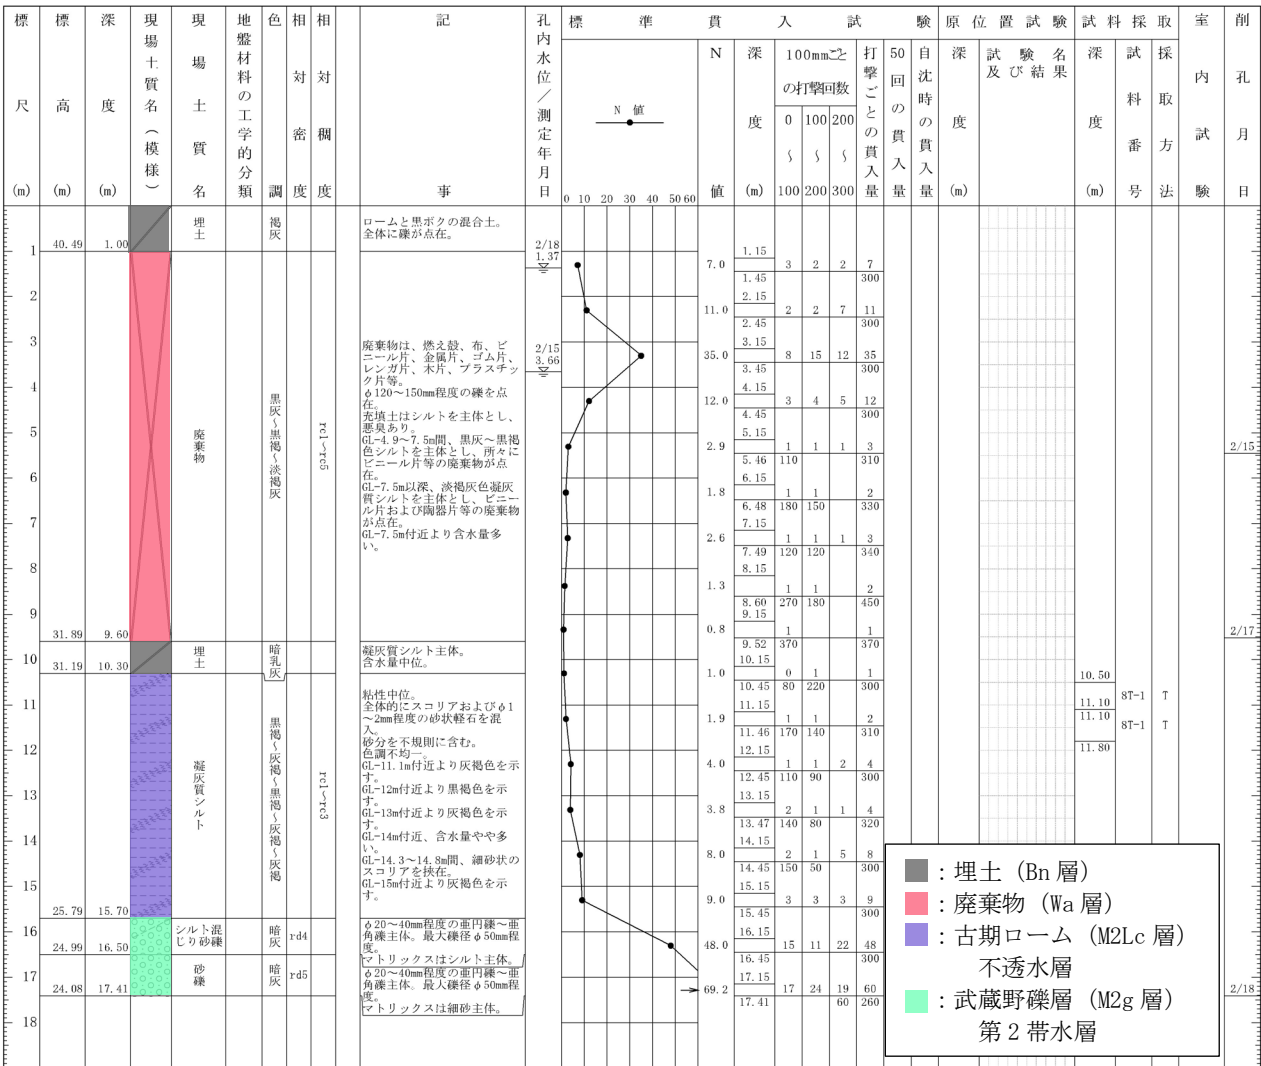 標尺(m)
標高(m)
深度(m)
現場土質名(模様)
現場土質名
地盤材料の工学的分類
色調
相対密度
相対稠度
記事
孔内水位/測定年月日
標準貫入試験
N 値
0 10 20 30 40 50 60
N値
深度(m)
100mmごと
の打撃回数
0 100 200
~ ~ ~
100 200 300
打撃ごとの貫入量
50回の貫入量
自沈時の貫入量
原位置試験
深度(m)
試験名
及び結果
試料採取
深度(m)
試料番号
採取方法
室内試験
削孔月日
1
2
3
4
5
6
7
8
9
10
11
12
13
14
15
16
17
18
40.49 1.00
31.89 9.60
31.19 10.30
25.79 15.70
24.99 16.50
24.08 17.41
埋土
褐灰
ロームと黒ボクの混合土。
全体に礫が点在。
廃棄物
黒灰~黒褐~淡褐灰
rc1~rc5
廃棄物は、燃え殻、布、ビ
ニール片、金属片、ゴム片、
レンガ片、木片、プラスチッ
ク片等。
φ120~150mm程度の礫を点
在。
充填土はシルトを主体とし、
悪臭あり。
GL-4.9~7.5m間、黒灰~黒褐
色シルトを主体とし、所々に
ビニール片等の廃棄物が点
在。
GL-7.5m以深、淡褐灰色凝灰
質シルトを主体とし、ビニー
ル片および陶器片等の廃棄物
が点在。
GL-7.5m付近より含水量多
い。
埋土
暗乳灰
凝灰質シルト主体。
含水量中位。
凝灰質シルト
黒褐~灰褐~黒褐~灰褐~灰褐
rc1~rc3
粘性中位。
全体的にスコリアおよびφ1
~2mm程度の砂状軽石を混
入。
砂分を不規則に含む。
色調不均一。
GL-11.1m付近より灰褐色を示
す。
GL-12m付近より黒褐色を示
す。
GL-13m付近より灰褐色を示
す。
GL-14m付近、含水量やや多
い。
GL-14.3~14.8m間、細砂状の
スコリアを挟在。
GL-15m付近より灰褐色を示
す。
シルト混
じり砂礫
暗灰
rd4
φ20~40mm程度の亜円礫~亜
角礫主体。最大礫径φ50mm程
度。
マトリックスはシルト主体。
砂礫
暗灰
rd5
φ20~40mm程度の亜円礫~亜
角礫主体。最大礫径φ50mm程
度。
マトリックスは細砂主体。
2/18
1.37
2/15
3.66
1.15
7.0 3 2 2 7
1.45 300
2.15
11.0 2 2 7 11
2.45 300
3.15
35.0 8 15 12 35
3.45 300
4.15
12.0 3 4 5 12
4.45 300
5.15
2.9 1 1 1 3
5.46 110 310
6.15
1.8 1 1 2
6.48 180 150 330
7.15
2.6 1 1 1 3
7.49 120 120 340
8.15
1.3 1 1 2
8.60 270 180 450
9.15
0.8 1 1
9.52 370 370
10.15
1.0 0 1 1
10.45 80 220 300
11.15
1.9 1 1 2
11.46 170 140 310
12.15
4.0 1 1 2 4
12.45 110 90 300
13.15
3.8 2 1 1 4
13.47 140 80 320
14.15
8.0 2 1 5 8
14.45 150 50 300
15.15
9.0 3 3 3 9
15.45 300
16.15
48.0 15 11 22 48
16.45 300
17.15
69.2 17 24 19 60
17.41 60 260
10.50
8T-1 T
11.10
11.10
8T-1 T
11.80
2/15
2/17
2/18
:埋土(Bn 層)
:廃棄物(Wa 層)
:古期ローム(M2Lc 層)
不透水層
:武蔵野礫層(M2g 層)
第2帯水層